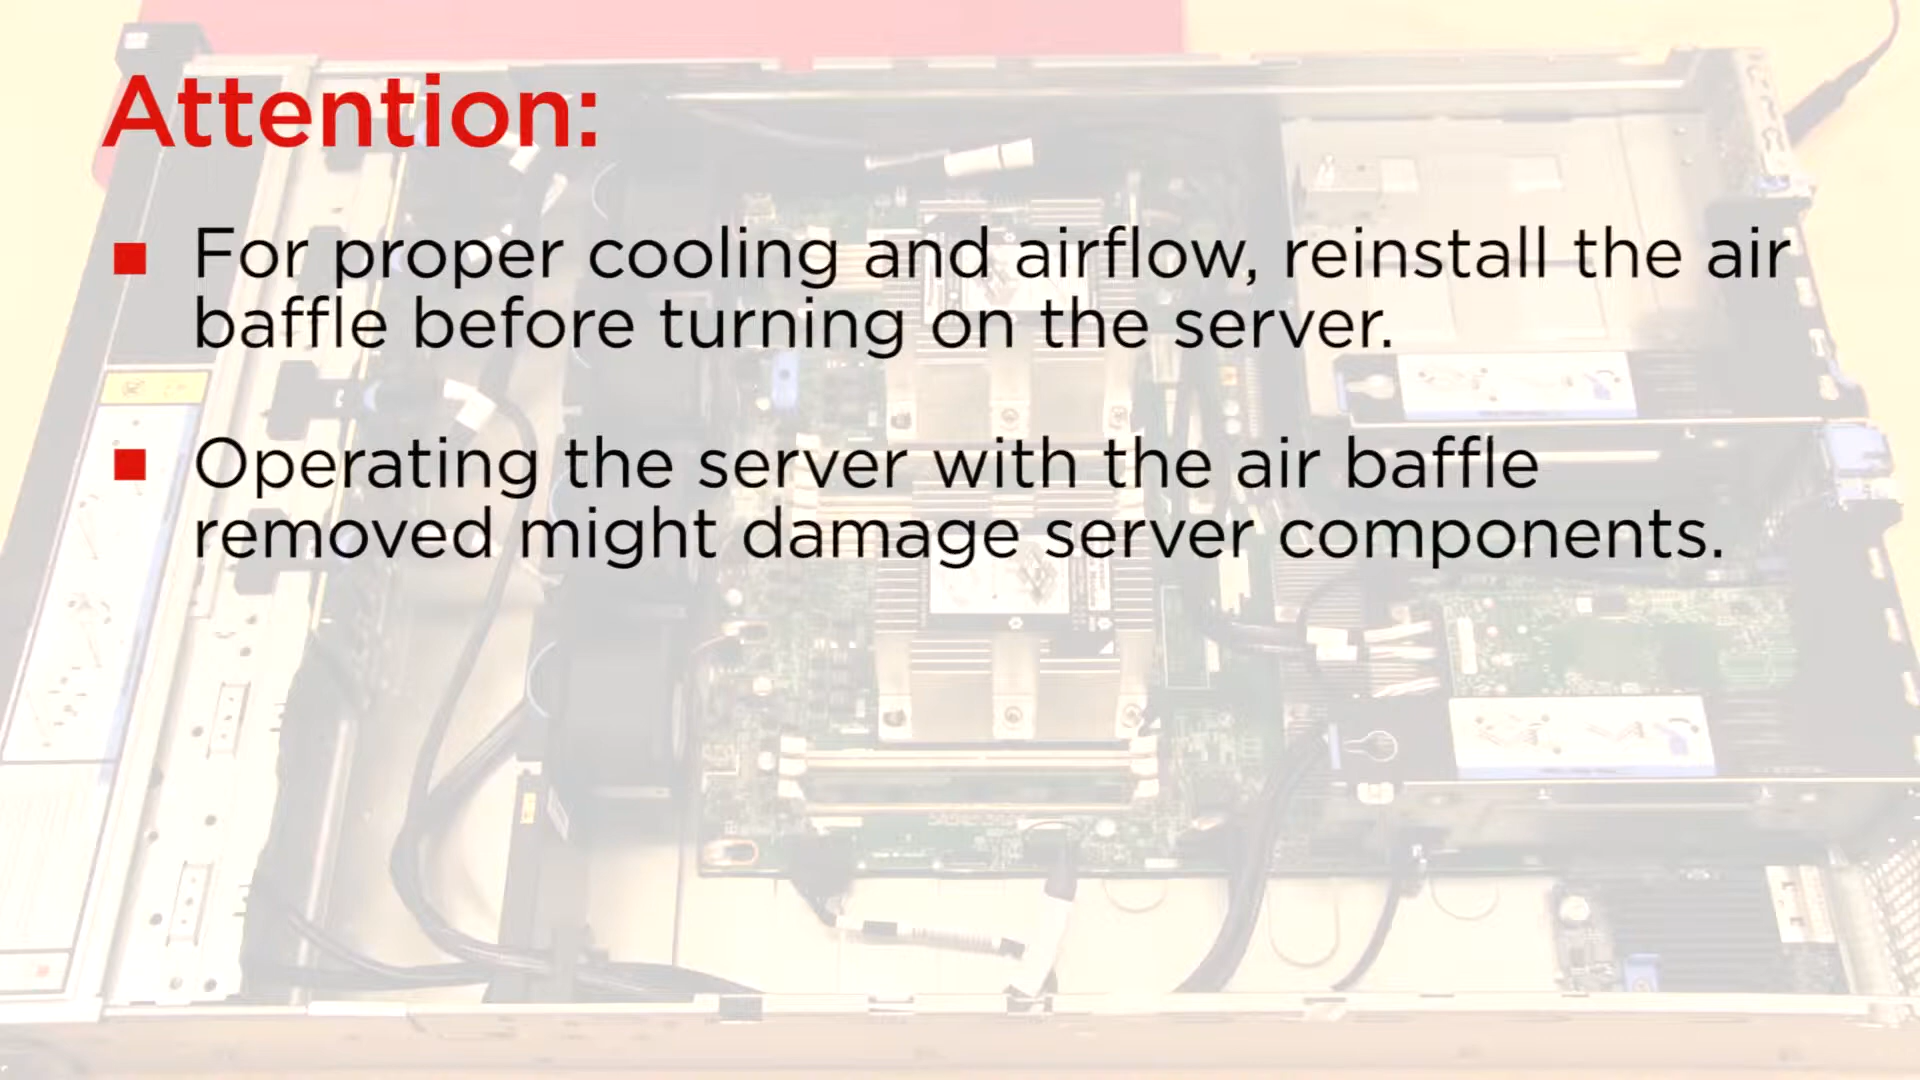 Attention:
For proper cooling and airflow, reinstall the air
baffle before turning on the server.
Operating the server with the air baffle
removed might damage server components.